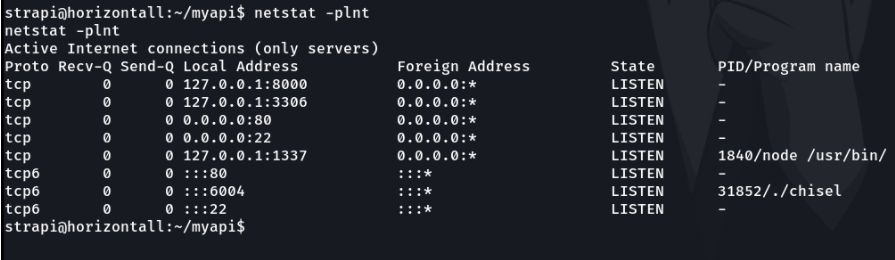 strapi@horizontall:~/myapi$ netstat -plnt
netstat -plnt
Active Internet connections (only servers)
Proto Recv-Q Send-Q Local Address           Foreign Address         State       PID/Program name
tcp        0      0 127.0.0.1:8000          0.0.0.0:*               LISTEN      -
tcp        0      0 127.0.0.1:3306          0.0.0.0:*               LISTEN      -
tcp        0      0 0.0.0.0:80              0.0.0.0:*               LISTEN      -
tcp        0      0 0.0.0.0:22              0.0.0.0:*               LISTEN      -
tcp        0      0 127.0.0.1:1337          0.0.0.0:*               LISTEN      1840/node /usr/bin/
tcp6       0      0 :::80                   :::*                    LISTEN      -
tcp6       0      0 :::6004                 :::*                    LISTEN      31852/./chisel
tcp6       0      0 :::22                   :::*                    LISTEN      -
strapi@horizontall:~/myapi$